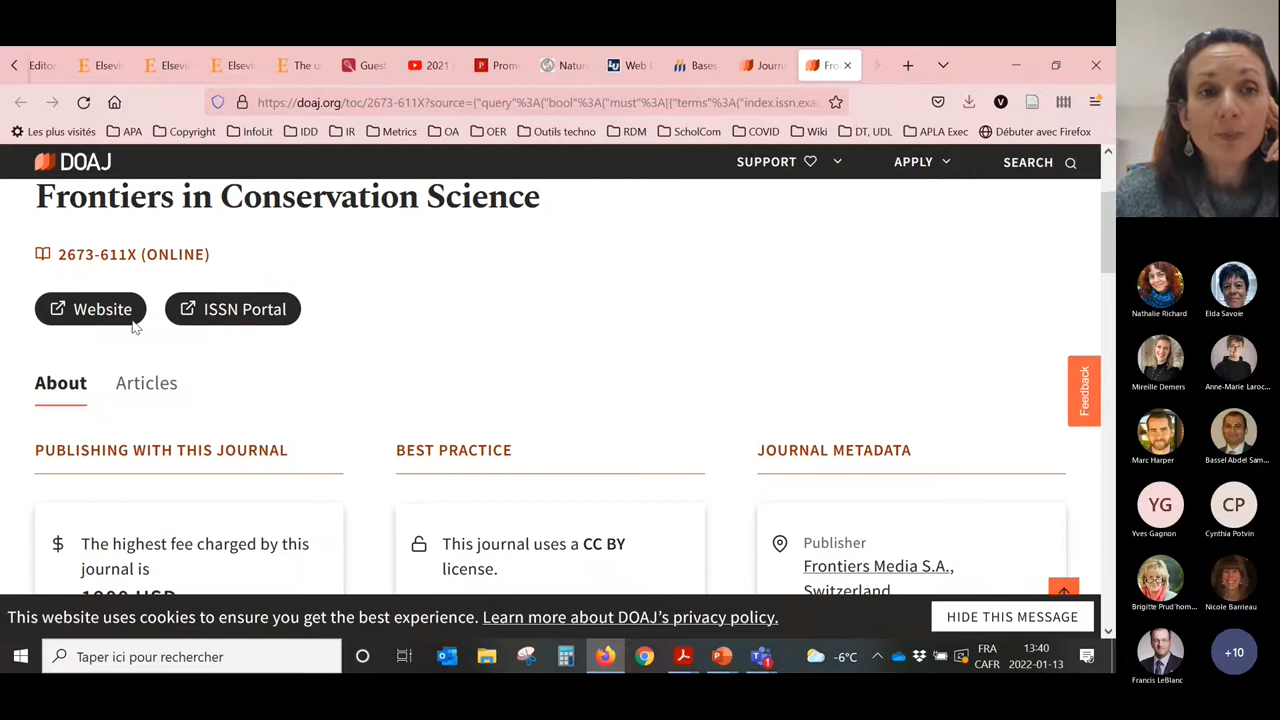 Editor
Elsevi
Elsevi
Elsevi
The u
Guest
2021
Promo
Natur
Web L
Bases
Journ
Fro
https://doaj.org/toc/2673-611X?source={"query"%3A{"bool"%3A{"must"%3A[{"terms"%3A{"index.issn.exac
Les plus visités APA Copyright InfoLit IDD IR Metrics OA OER Outils techno RDM ScholCom COVID Wiki DT, UDL APLA Exec Débuter avec Firefox
DOAJ
SUPPORT
APPLY
SEARCH
Frontiers in Conservation Science
2673-611X (ONLINE)
Website
ISSN Portal
About
Articles
Feedback
PUBLISHING WITH THIS JOURNAL
The highest fee charged by this
journal is
1900 USD
BEST PRACTICE
This journal uses a CC BY
license.
JOURNAL METADATA
Publisher
Frontiers Media S.A.,
Switzerland
This website uses cookies to ensure you get the best experience. Learn more about DOAJ's privacy policy.
HIDE THIS MESSAGE
Taper ici pour rechercher
-6°C
FRA
CAFR
13:40
2022-01-13
Nathalie Richard
Elda Savoie
Mireille Demers
Anne-Marie Laroc...
Marc Harper
Bassel Abdel Sam...
YG
Yves Gagnon
CP
Cynthia Potvin
Brigitte Prud'hom...
Nicole Barrieau
Francis LeBlanc
+10